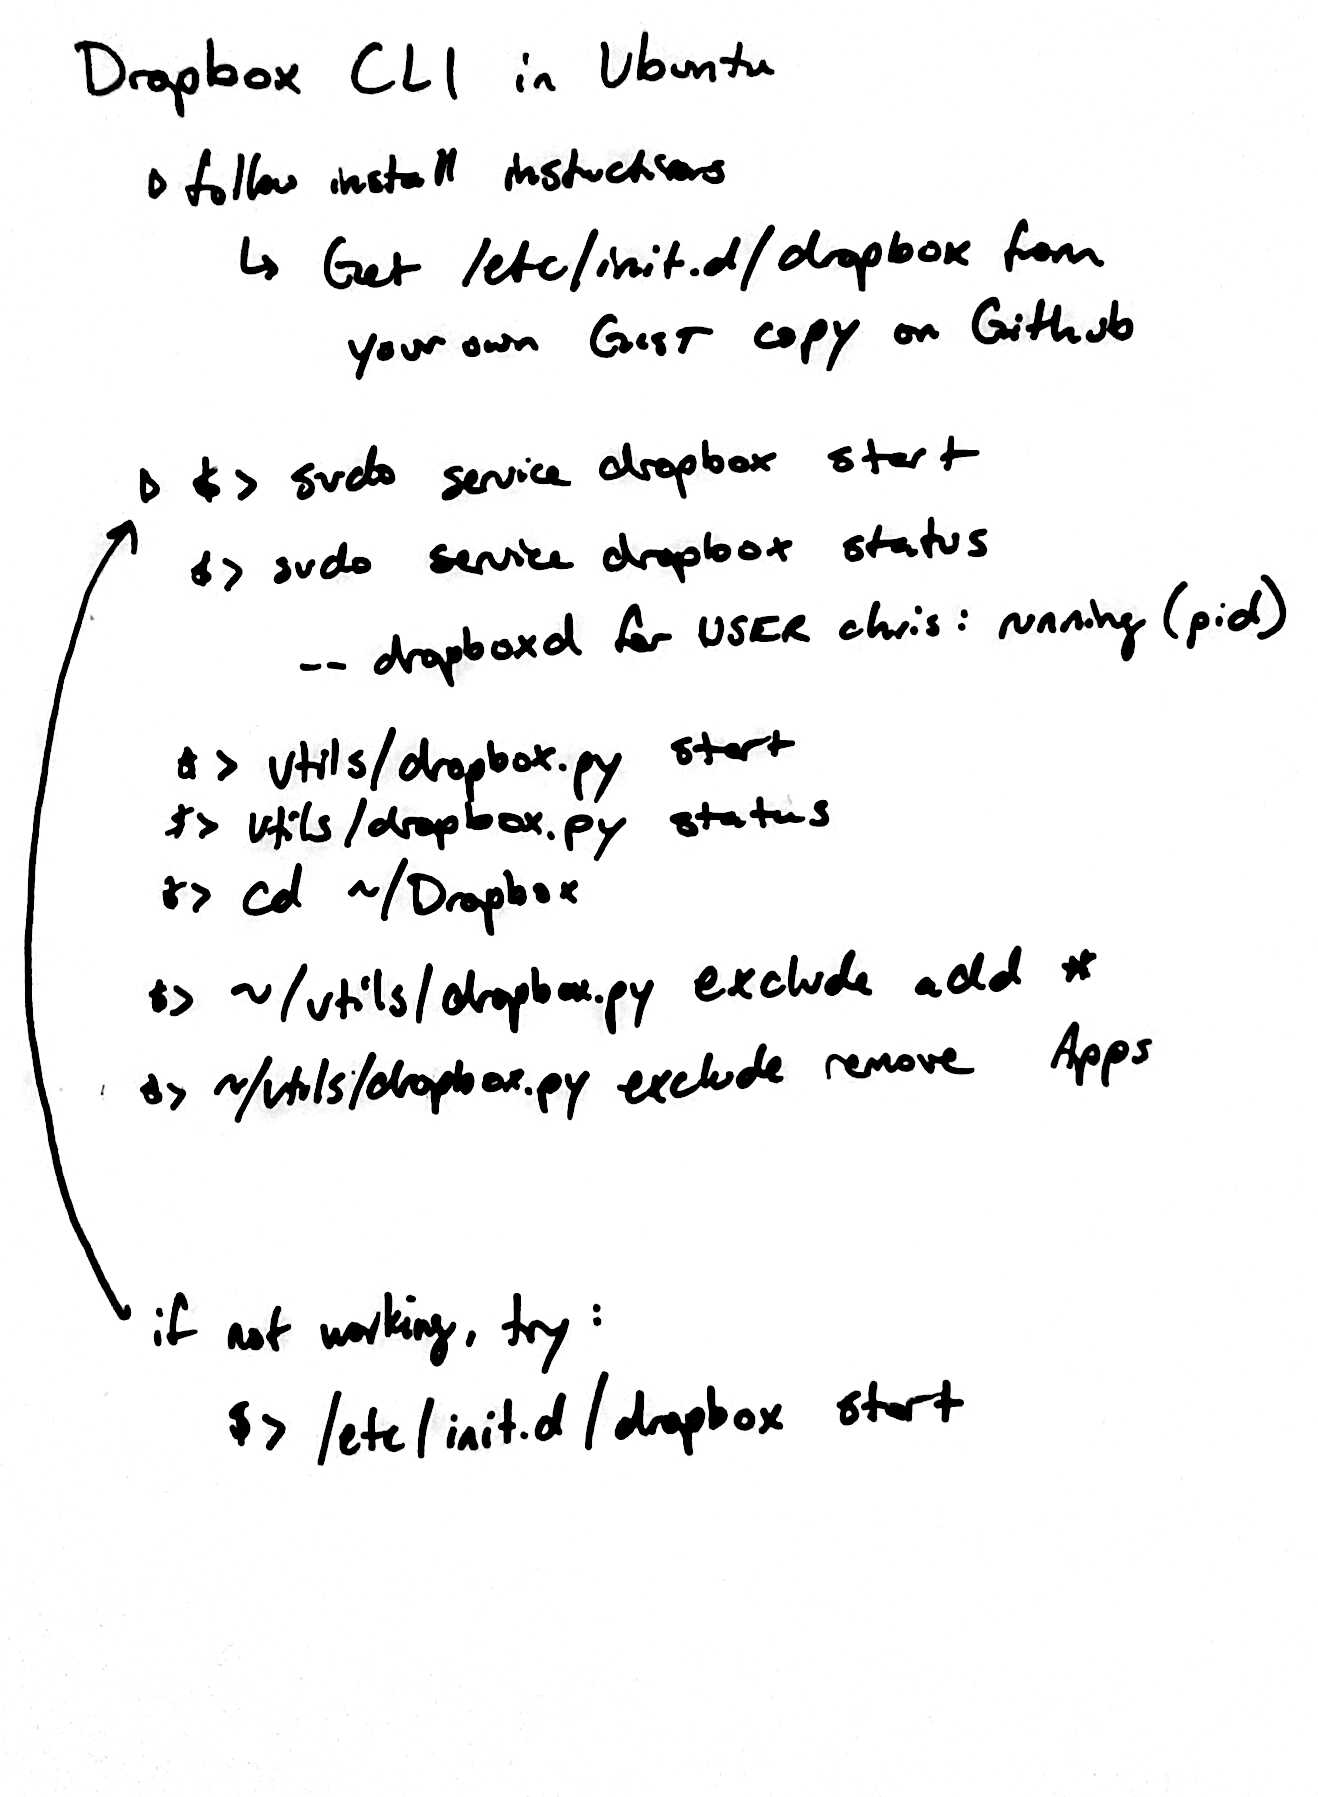 Dropbox CLI in Ubuntu
▷ follow install instuctions
↳ Get /etc/init.d/dropbox from
your own GIST copy on Github
▷ $> sudo service dropbox start
$> sudo service dropbox status
-- dropboxd for USER chris: running (pid)
$> utils/dropbox.py start
$> utils/dropbox.py status
$> cd ~/Dropbox
$> ~/utils/dropbox.py exclude add *
$> ~/utils/dropbox.py exclude remove Apps
if not working, try:
$> /etc/init.d/dropbox start